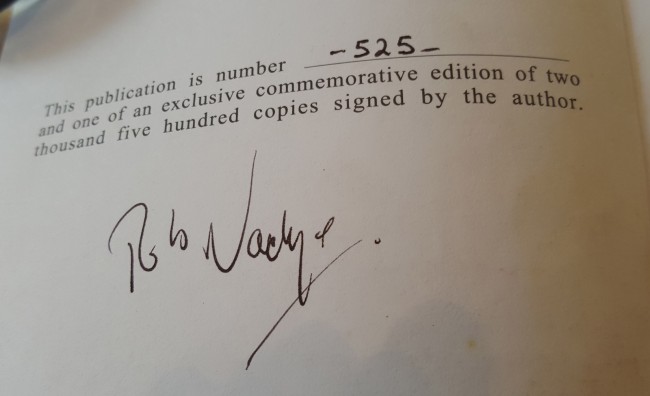 This publication is number -525-
and one of an exclusive commemorative edition of two
thousand five hundred copies signed by the author.
Rob